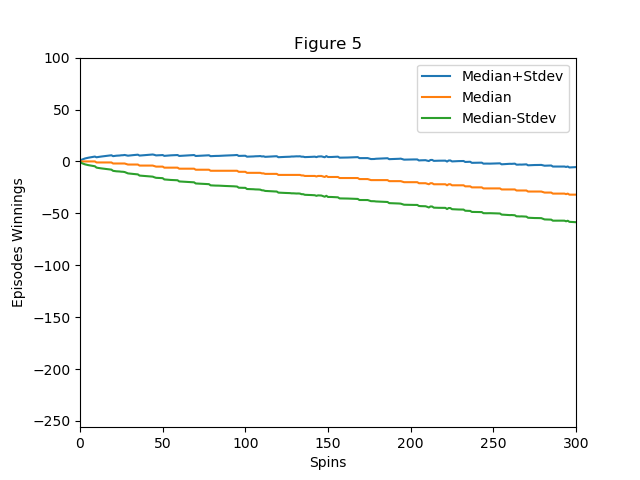 Figure 5
Median+Stdev
Median
Median-Stdev
Episodes Winnings
100
50
0
−50
−100
−150
−200
−250
0 50 100 150 200 250 300
Spins